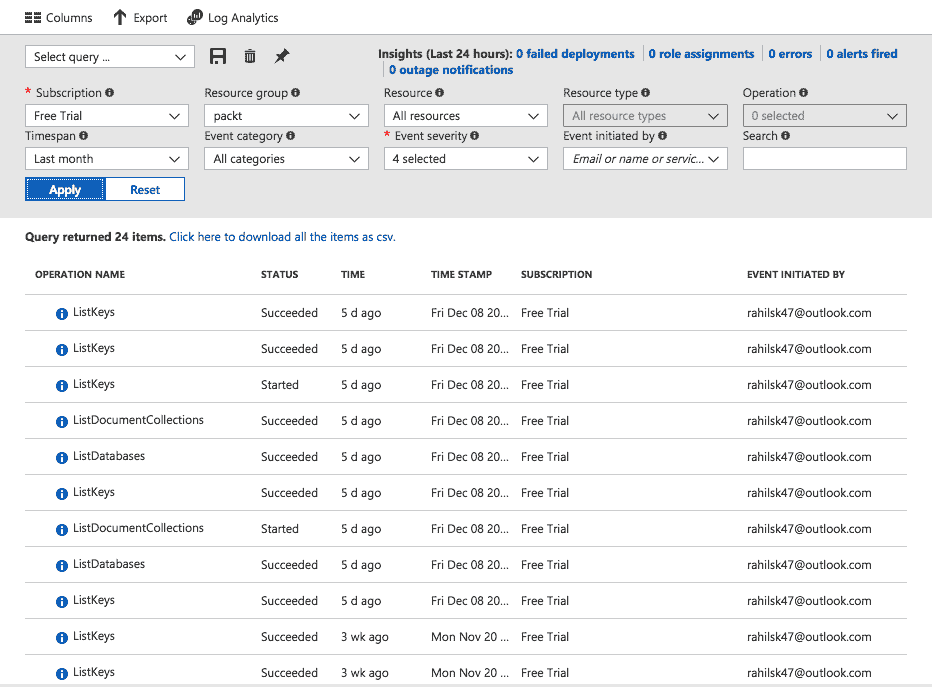 Columns Export Log Analytics
Select query ... Insights (Last 24 hours): 0 failed deployments 0 role assignments 0 errors 0 alerts fired
0 outage notifications
* Subscription Resource group Resource Resource type Operation
Free Trial packt All resources All resource types 0 selected
Timespan Event category * Event severity Event initiated by Search
Last month All categories 4 selected Email or name or servic...
Apply Reset
Query returned 24 items. Click here to download all the items as csv.
OPERATION NAME STATUS TIME TIME STAMP SUBSCRIPTION EVENT INITIATED BY
ListKeys Succeeded 5 d ago Fri Dec 08 20... Free Trial rahilsk47@outlook.com
ListKeys Succeeded 5 d ago Fri Dec 08 20... Free Trial rahilsk47@outlook.com
ListKeys Started 5 d ago Fri Dec 08 20... Free Trial rahilsk47@outlook.com
ListDocumentCollections Succeeded 5 d ago Fri Dec 08 20... Free Trial rahilsk47@outlook.com
ListDatabases Succeeded 5 d ago Fri Dec 08 20... Free Trial rahilsk47@outlook.com
ListKeys Succeeded 5 d ago Fri Dec 08 20... Free Trial rahilsk47@outlook.com
ListDocumentCollections Started 5 d ago Fri Dec 08 20... Free Trial rahilsk47@outlook.com
ListDatabases Succeeded 5 d ago Fri Dec 08 20... Free Trial rahilsk47@outlook.com
ListKeys Succeeded 5 d ago Fri Dec 08 20... Free Trial rahilsk47@outlook.com
ListKeys Succeeded 3 wk ago Mon Nov 20 ... Free Trial rahilsk47@outlook.com
ListKeys Succeeded 3 wk ago Mon Nov 20 ... Free Trial rahilsk47@outlook.com